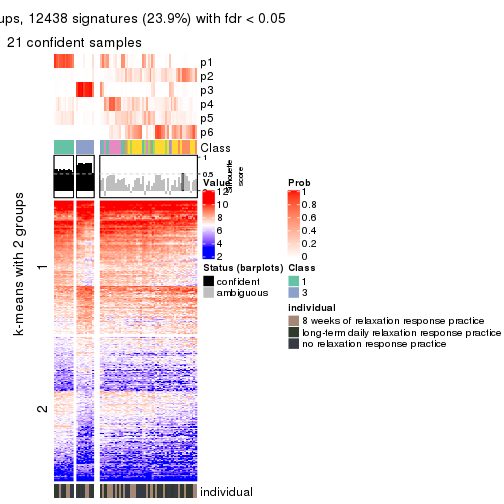 ups, 12438 signatures (23.9%) with fdr < 0.05
21 confident samples
p1
p2
p3
p4
p5
p6
Class
1
0.5
0
Silhouette
score
k-means with 2 groups
1
2
Value
12
10
8
6
4
2
Prob
1
0.8
0.6
0.4
0.2
0
Status (barplots)
confident
ambiguous
Class
1
3
individual
8 weeks of relaxation response practice
long-term daily relaxation response practice
no relaxation response practice
individual